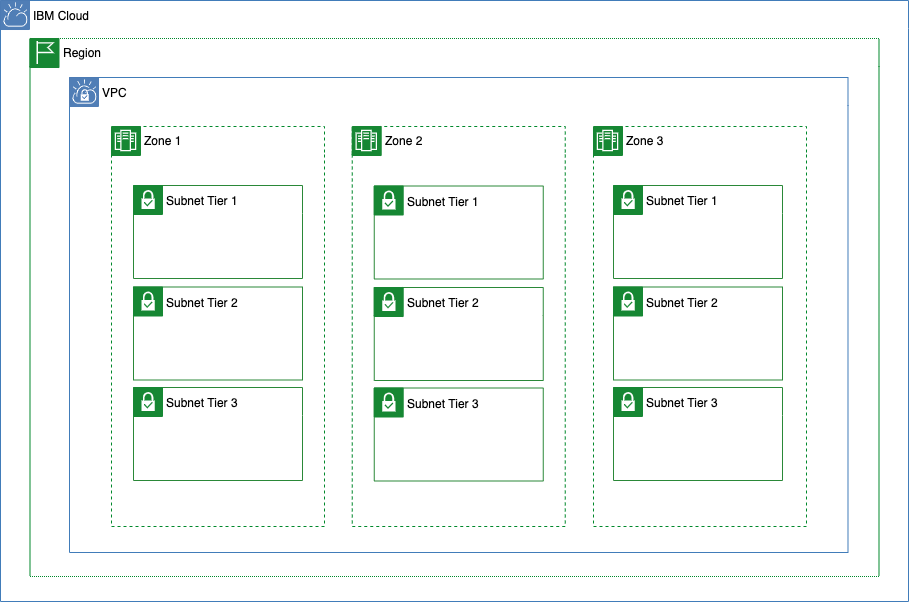 IBM Cloud
Region
VPC
Zone 1
Subnet Tier 1
Subnet Tier 2
Subnet Tier 3
Zone 2
Subnet Tier 1
Subnet Tier 2
Subnet Tier 3
Zone 3
Subnet Tier 1
Subnet Tier 2
Subnet Tier 3